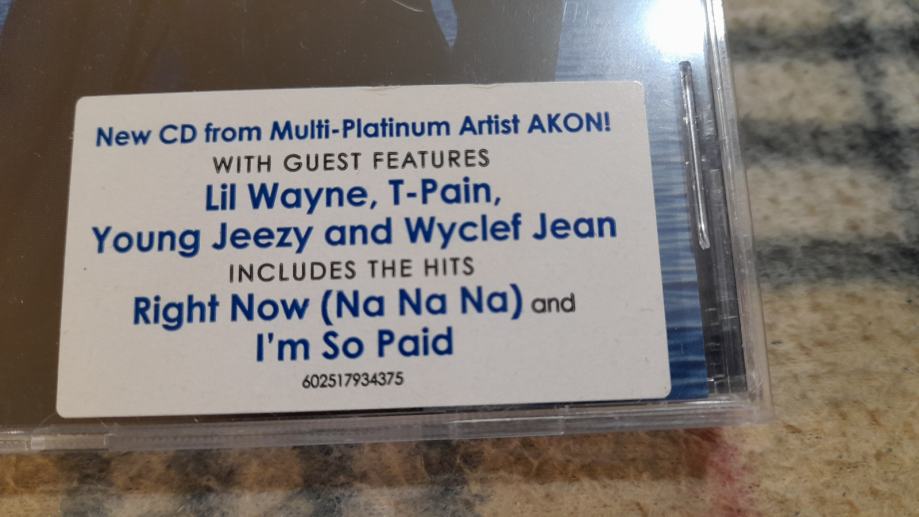 New CD from Multi-Platinum Artist AKON!
WITH GUEST FEATURES
Lil Wayne, T-Pain,
Young Jeezy and Wyclef Jean
INCLUDES THE HITS
Right Now (Na Na Na) and
I'm So Paid
602517934375